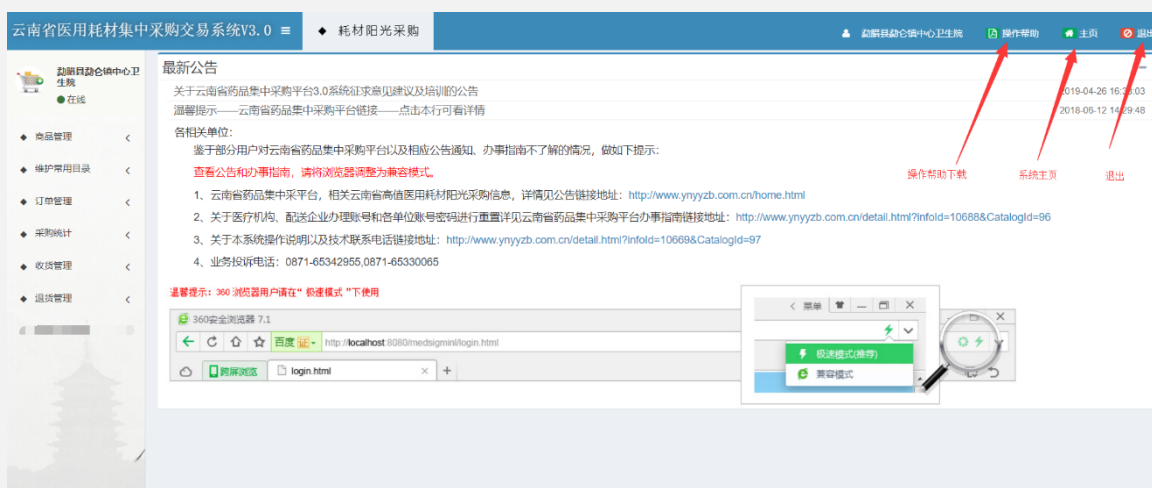 云南省医用耗材集中采购交易系统V3.0
耗材阳光采购
勐腊县勐仑镇中心卫生院
操作帮助
主页
退出
勐腊县勐仑镇中心卫
生院
在线
商品管理
维护常用目录
订单管理
采购统计
收货管理
退货管理
最新公告
关于云南省药品集中采购平台3.0系统征求意见建议及培训的公告
2019-04-26 16:38:03
温馨提示——云南省药品集中采购平台链接——点击本行可看详情
2018-06-12 14:29:48
各相关单位：
鉴于部分用户对云南省药品集中采购平台以及相应公告通知、办事指南不了解的情况，做如下提示：
查看公告和办事指南，请将浏览器调整为兼容模式。
1、云南省药品集中采平台，相关云南省高值医用耗材阳光采购信息，详情见公告链接地址：http://www.ynyyzb.com.cn/home.html
2、关于医疗机构、配送企业办理账号和各单位账号密码进行重置详见云南省药品集中采购平台办事指南链接地址：http://www.ynyyzb.com.cn/detail.html?infoId=10688&CatalogId=96
3、关于本系统操作说明以及技术联系电话链接地址：http://www.ynyyzb.com.cn/detail.html?infoId=10669&CatalogId=97
4、业务投诉电话：0871-65342955,0871-65330065
操作帮助下载
系统主页
退出
温馨提示：360 浏览器用户请在“ 极速模式 ”下使用
360安全浏览器 7.1
百度
证
http://localhost:8080/medsigmini/login.html
跨屏浏览
login.html
菜单
极速模式(推荐)
兼容模式